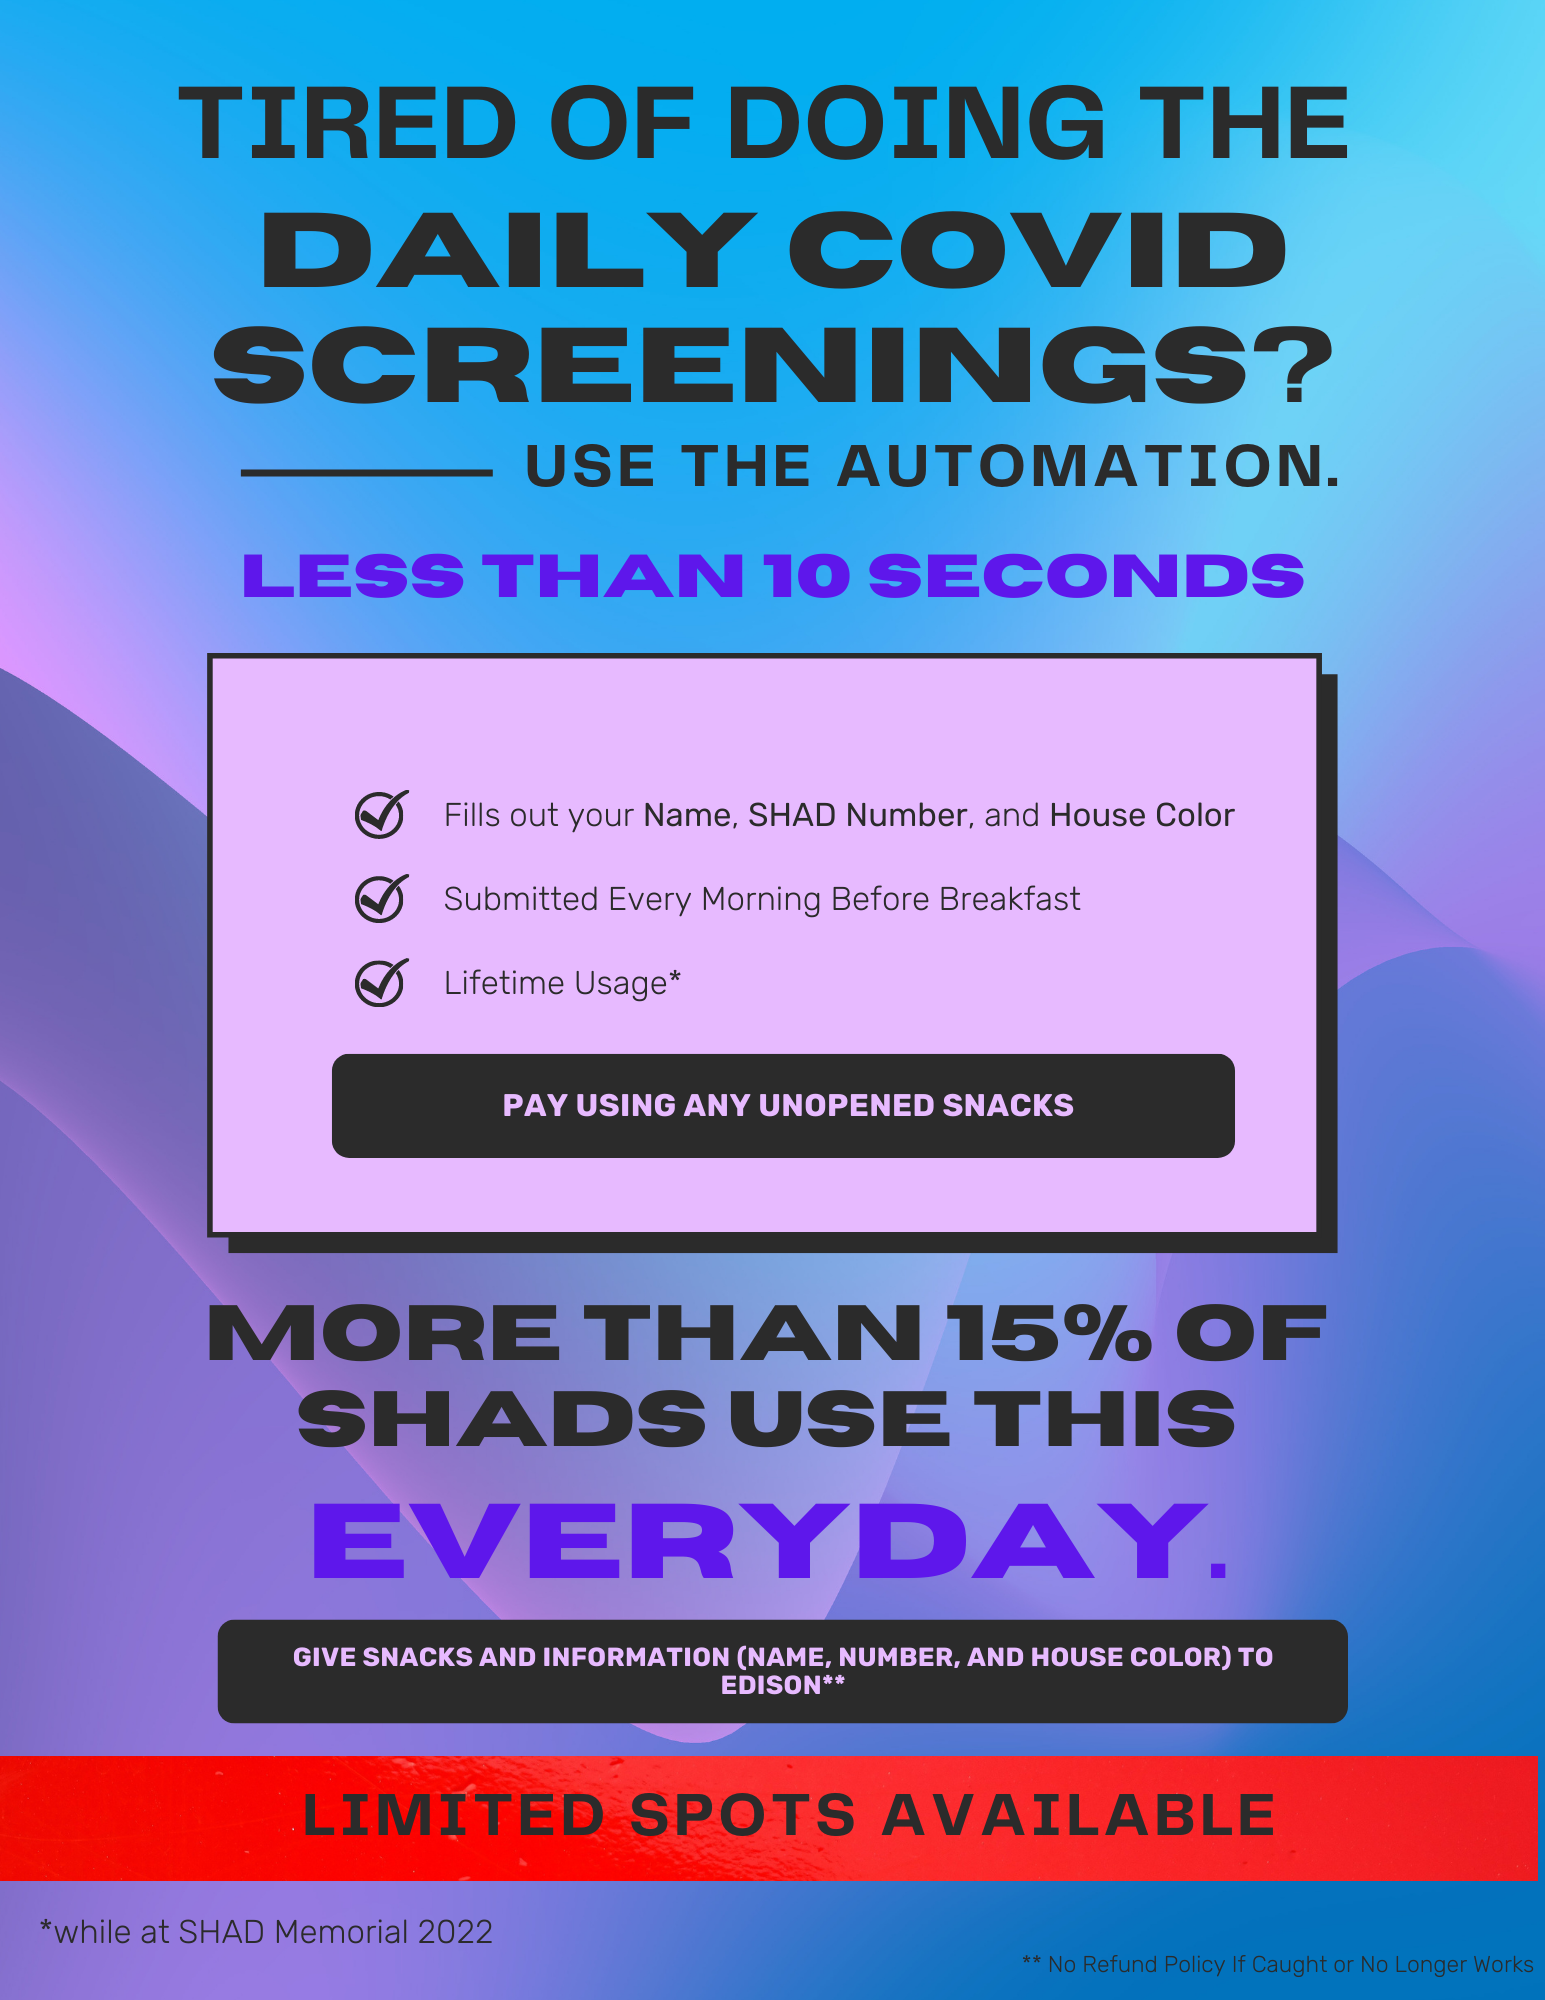 TIRED OF DOING THE
DAILY COVID
SCREENINGS?
USE THE AUTOMATION.
LESS THAN 10 SECONDS
Fills out your Name, SHAD Number, and House Color
Submitted Every Morning Before Breakfast
Lifetime Usage*
PAY USING ANY UNOPENED SNACKS
MORE THAN 15% OF
SHADS USE THIS
EVERYDAY.
GIVE SNACKS AND INFORMATION (NAME, NUMBER, AND HOUSE COLOR) TO
EDISON**
LIMITED SPOTS AVAILABLE
*while at SHAD Memorial 2022
** No Refund Policy If Caught or No Longer Works